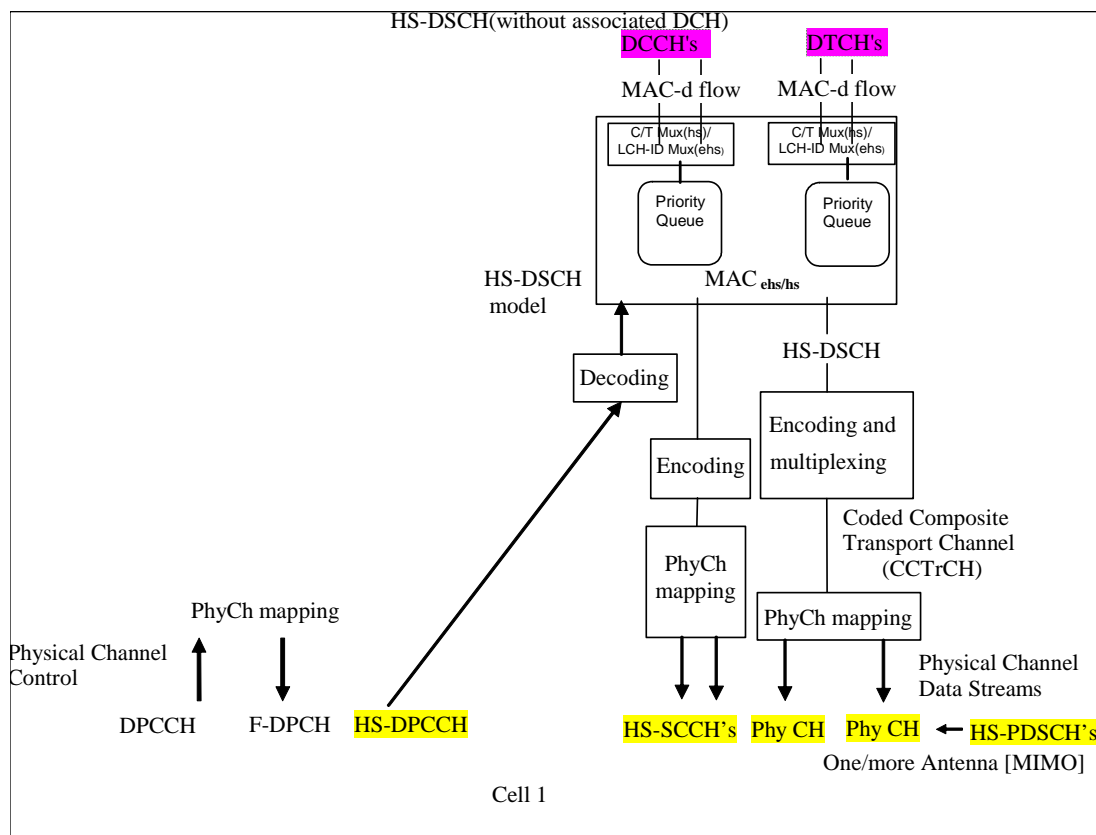 HS-DSCH(without associated DCH)
DCCH's
DTCH's
MAC-d flow
MAC-d flow
C/T Mux(hs)/
LCH-ID Mux(ehs)
C/T Mux(hs)/
LCH-ID Mux(ehs)
Priority
Queue
Priority
Queue
HS-DSCH
model
MAC ehs/hs
HS-DSCH
Decoding
Encoding and
multiplexing
Encoding
Coded Composite
Transport Channel
(CCTrCH)
PhyCh
mapping
PhyCh mapping
PhyCh mapping
Physical Channel
Control
Physical Channel
Data Streams
DPCCH
F-DPCH
HS-DPCCH
HS-SCCH’s
Phy CH
Phy CH
HS-PDSCH’s
One/more Antenna [MIMO]
Cell 1